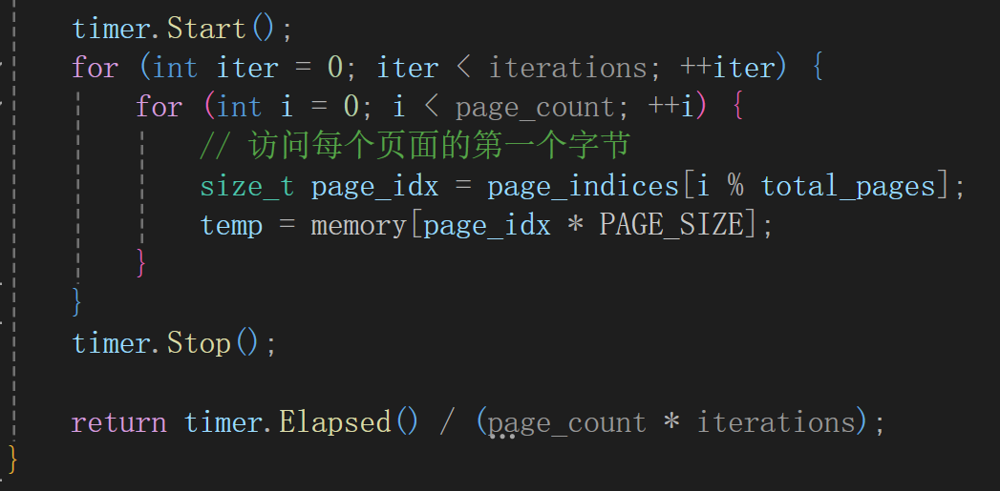 timer.Start();
for (int iter = 0; iter < iterations; ++iter) {
for (int i = 0; i < page_count; ++i) {
// 访问每个页面的第一个字节
size_t page_idx = page_indices[i % total_pages];
temp = memory[page_idx * PAGE_SIZE];
}
}
timer.Stop();
return timer.Elapsed() / (page_count * iterations);
}